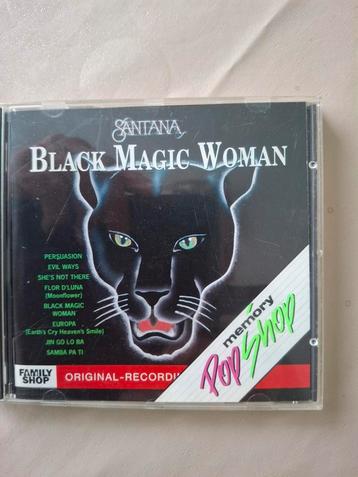 SANTANA
BLACK MAGIC WOMAN
PERSUASION
EVIL WAYS
SHE'S NOT THERE
FLOR D'LUNA
(Moonflower)
BLACK MAGIC
WOMAN
EUROPA
(Earth's Cry Heaven's Smile)
JIN GO LO BA
SAMBA PA TI
memory
POP Shop
FAMILY
SHOP
ORIGINAL-RECORDI